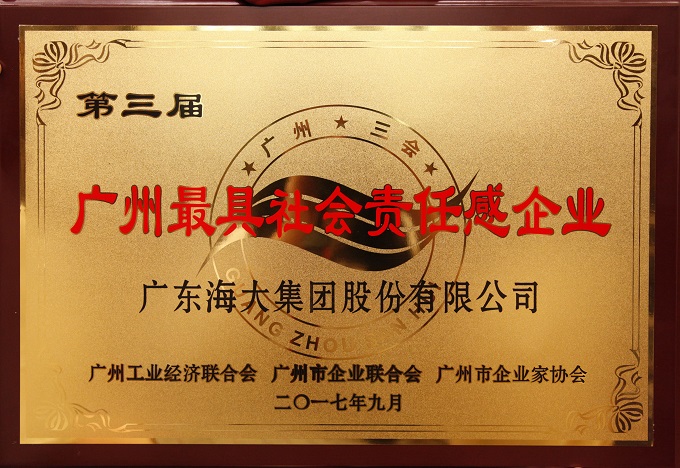 第三届
广州★三会
广州最具社会责任感企业
广东海大集团股份有限公司
广州工业经济联合会 广州市企业联合会 广州市企业家协会
二〇一七年九月